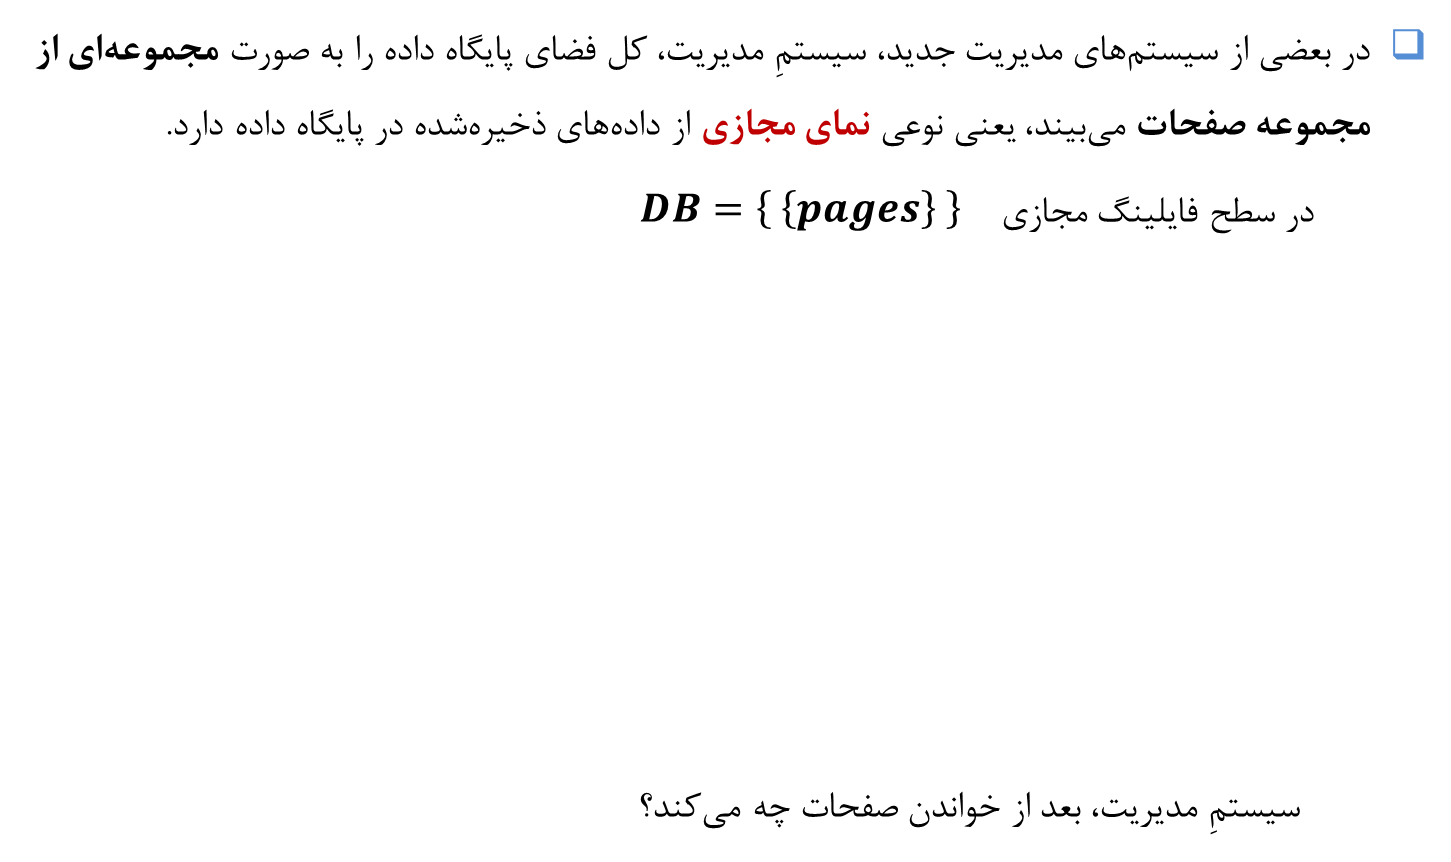 ❑ در بعضی از سیستم‌های مدیریت جدید، سیستمِ مدیریت، کل فضای پایگاه داده را به صورت مجموعه‌ای از
مجموعه صفحات می‌بیند، یعنی نوعی نمای مجازی از داده‌های ذخیره‌شده در پایگاه داده دارد.
در سطح فایلینگ مجازی DB = { {pages} }
سیستمِ مدیریت، بعد از خواندن صفحات چه می‌کند؟